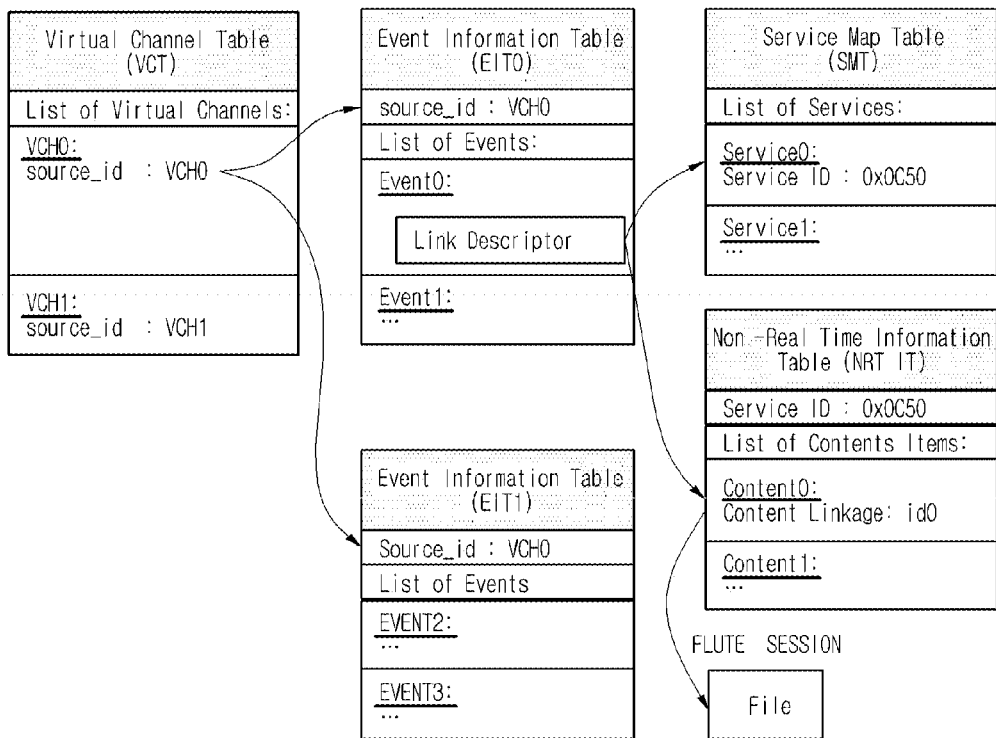 Virtual Channel Table
(VCT)
List of Virtual Channels:
VCH0:
source_id : VCH0
VCH1:
source_id : VCH1
Event Information Table
(EIT0)
source_id : VCH0
List of Events:
Event0:
Link Descriptor
Event1:
...
Event Information Table
(EIT1)
Source_id : VCH0
List of Events
EVENT2:
...
EVENT3:
...
Service Map Table
(SMT)
List of Services:
Service0:
Service ID : 0x0C50
Service1:
...
Non-Real Time Information
Table (NRT IT)
Service ID : 0x0C50
List of Contents Items:
Content0:
Content Linkage: id0
Content1:
...
FLUTE SESSION
File